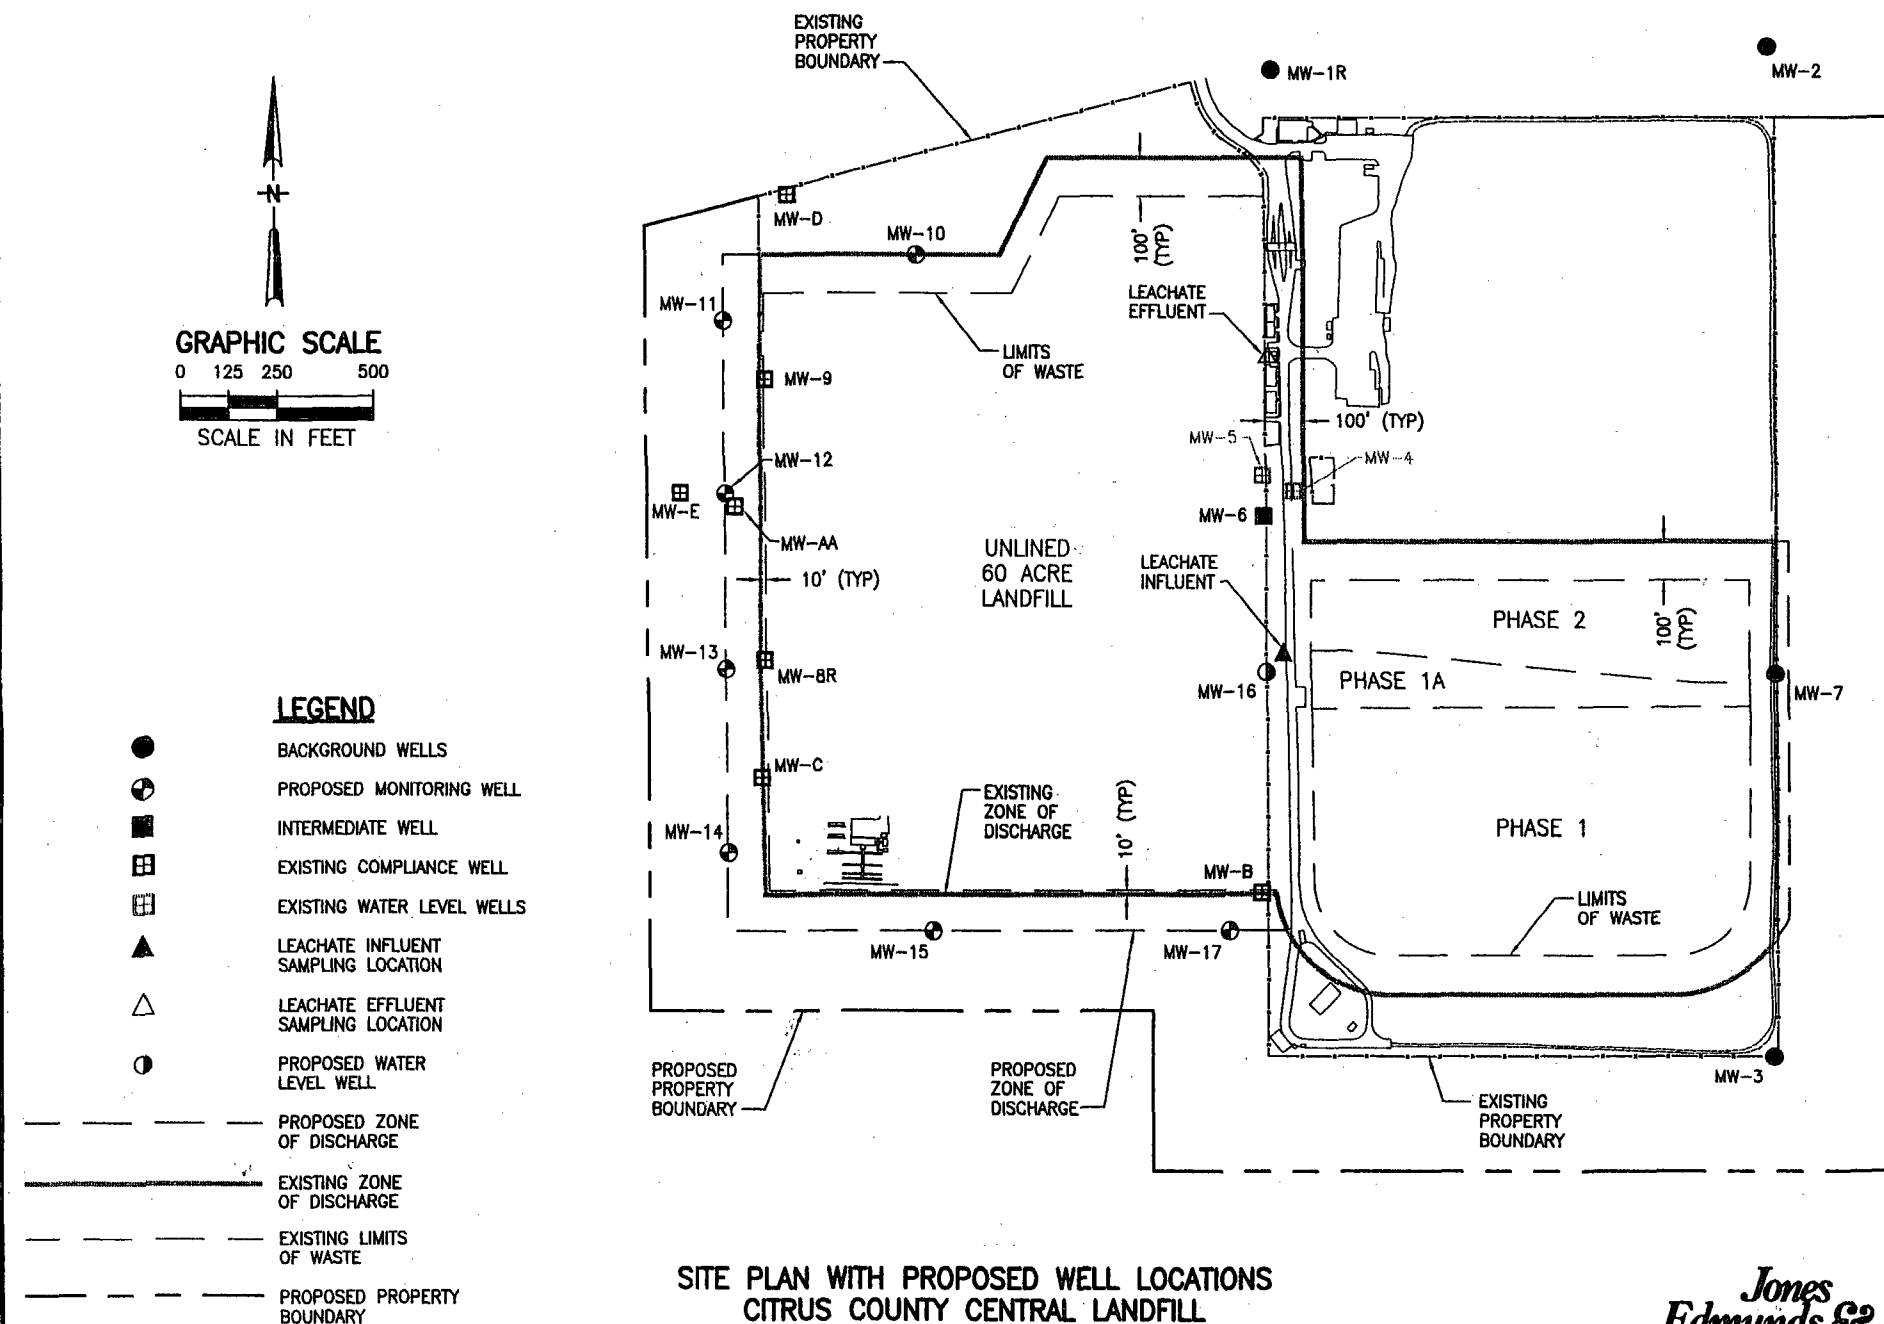 EXISTING
PROPERTY
BOUNDARY
MW-1R
MW-2
N
MW-D
MW-10
100'
(TYP)
MW-11
LEACHATE
EFFLUENT
GRAPHIC SCALE
0 125 250 500
SCALE IN FEET
LIMITS
OF WASTE
MW-9
100' (TYP)
MW-5
MW-4
MW-12
MW-E
MW-AA
MW-6
UNLINED
60 ACRE
LANDFILL
LEACHATE
INFLUENT
10' (TYP)
PHASE 2
100'
(TYP)
MW-13
MW-8R
MW-16
PHASE 1A
MW-7
MW-C
EXISTING
ZONE OF
DISCHARGE
10' (TYP)
PHASE 1
MW-14
MW-B
LIMITS
OF WASTE
MW-15
MW-17
PROPOSED
PROPERTY
BOUNDARY
PROPOSED
ZONE OF
DISCHARGE
MW-3
EXISTING
PROPERTY
BOUNDARY
LEGEND
BACKGROUND WELLS
PROPOSED MONITORING WELL
INTERMEDIATE WELL
EXISTING COMPLIANCE WELL
EXISTING WATER LEVEL WELLS
LEACHATE INFLUENT
SAMPLING LOCATION
LEACHATE EFFLUENT
SAMPLING LOCATION
PROPOSED WATER
LEVEL WELL
PROPOSED ZONE
OF DISCHARGE
EXISTING ZONE
OF DISCHARGE
EXISTING LIMITS
OF WASTE
PROPOSED PROPERTY
BOUNDARY
SITE PLAN WITH PROPOSED WELL LOCATIONS
CITRUS COUNTY CENTRAL LANDFILL
Jones
Edmunds &